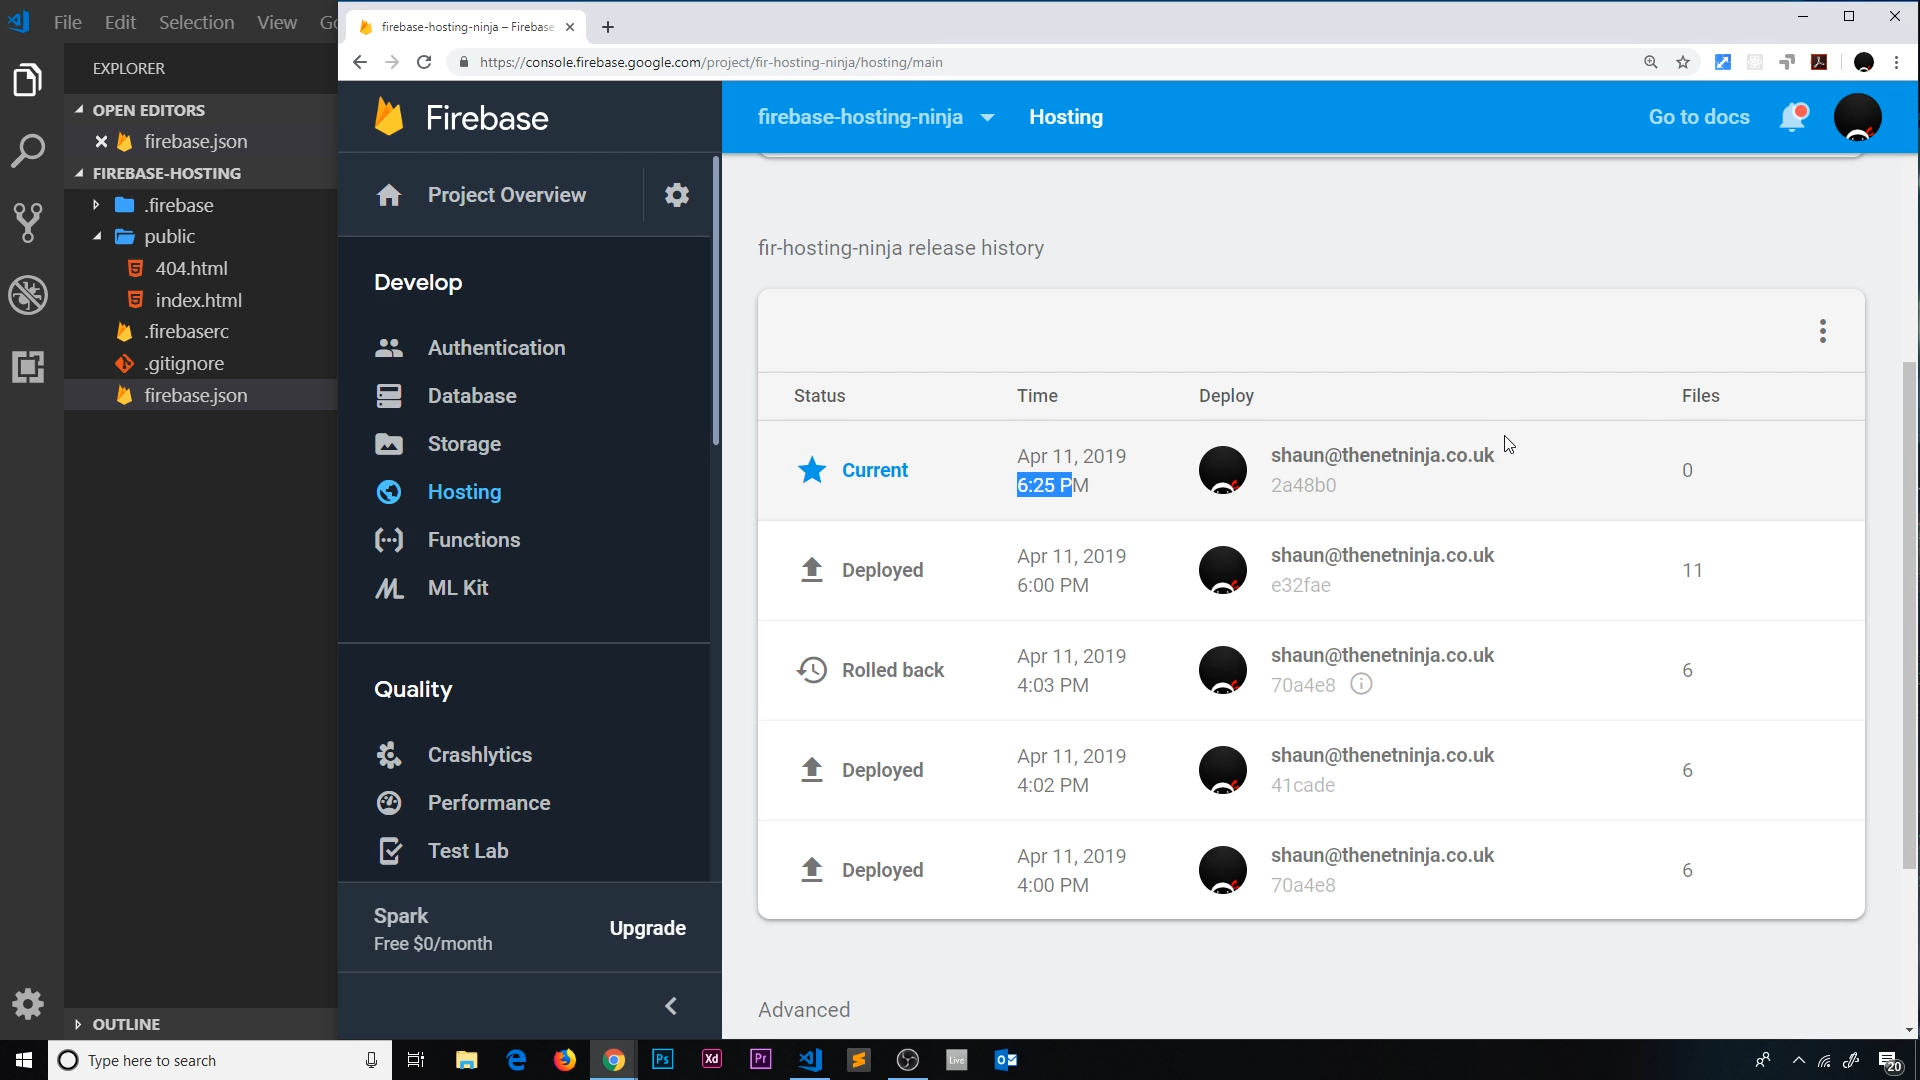 File Edit Selection View Go
EXPLORER
OPEN EDITORS
firebase.json
FIREBASE-HOSTING
.firebase
public
404.html
index.html
.firebaserc
.gitignore
firebase.json
OUTLINE
firebase-hosting-ninja – Firebase
https://console.firebase.google.com/project/fir-hosting-ninja/hosting/main
Firebase
Project Overview
Develop
Authentication
Database
Storage
Hosting
Functions
ML Kit
Quality
Crashlytics
Performance
Test Lab
Spark
Free $0/month
Upgrade
firebase-hosting-ninja Hosting Go to docs
fir-hosting-ninja release history
Status Time Deploy Files
Current Apr 11, 2019 shaun@thenetninja.co.uk 0
6:25 PM 2a48b0
Deployed Apr 11, 2019 shaun@thenetninja.co.uk 11
6:00 PM e32fae
Rolled back Apr 11, 2019 shaun@thenetninja.co.uk 6
4:03 PM 70a4e8
Deployed Apr 11, 2019 shaun@thenetninja.co.uk 6
4:02 PM 41cade
Deployed Apr 11, 2019 shaun@thenetninja.co.uk 6
4:00 PM 70a4e8
Advanced
Type here to search
Ps Xd Pr Live 20